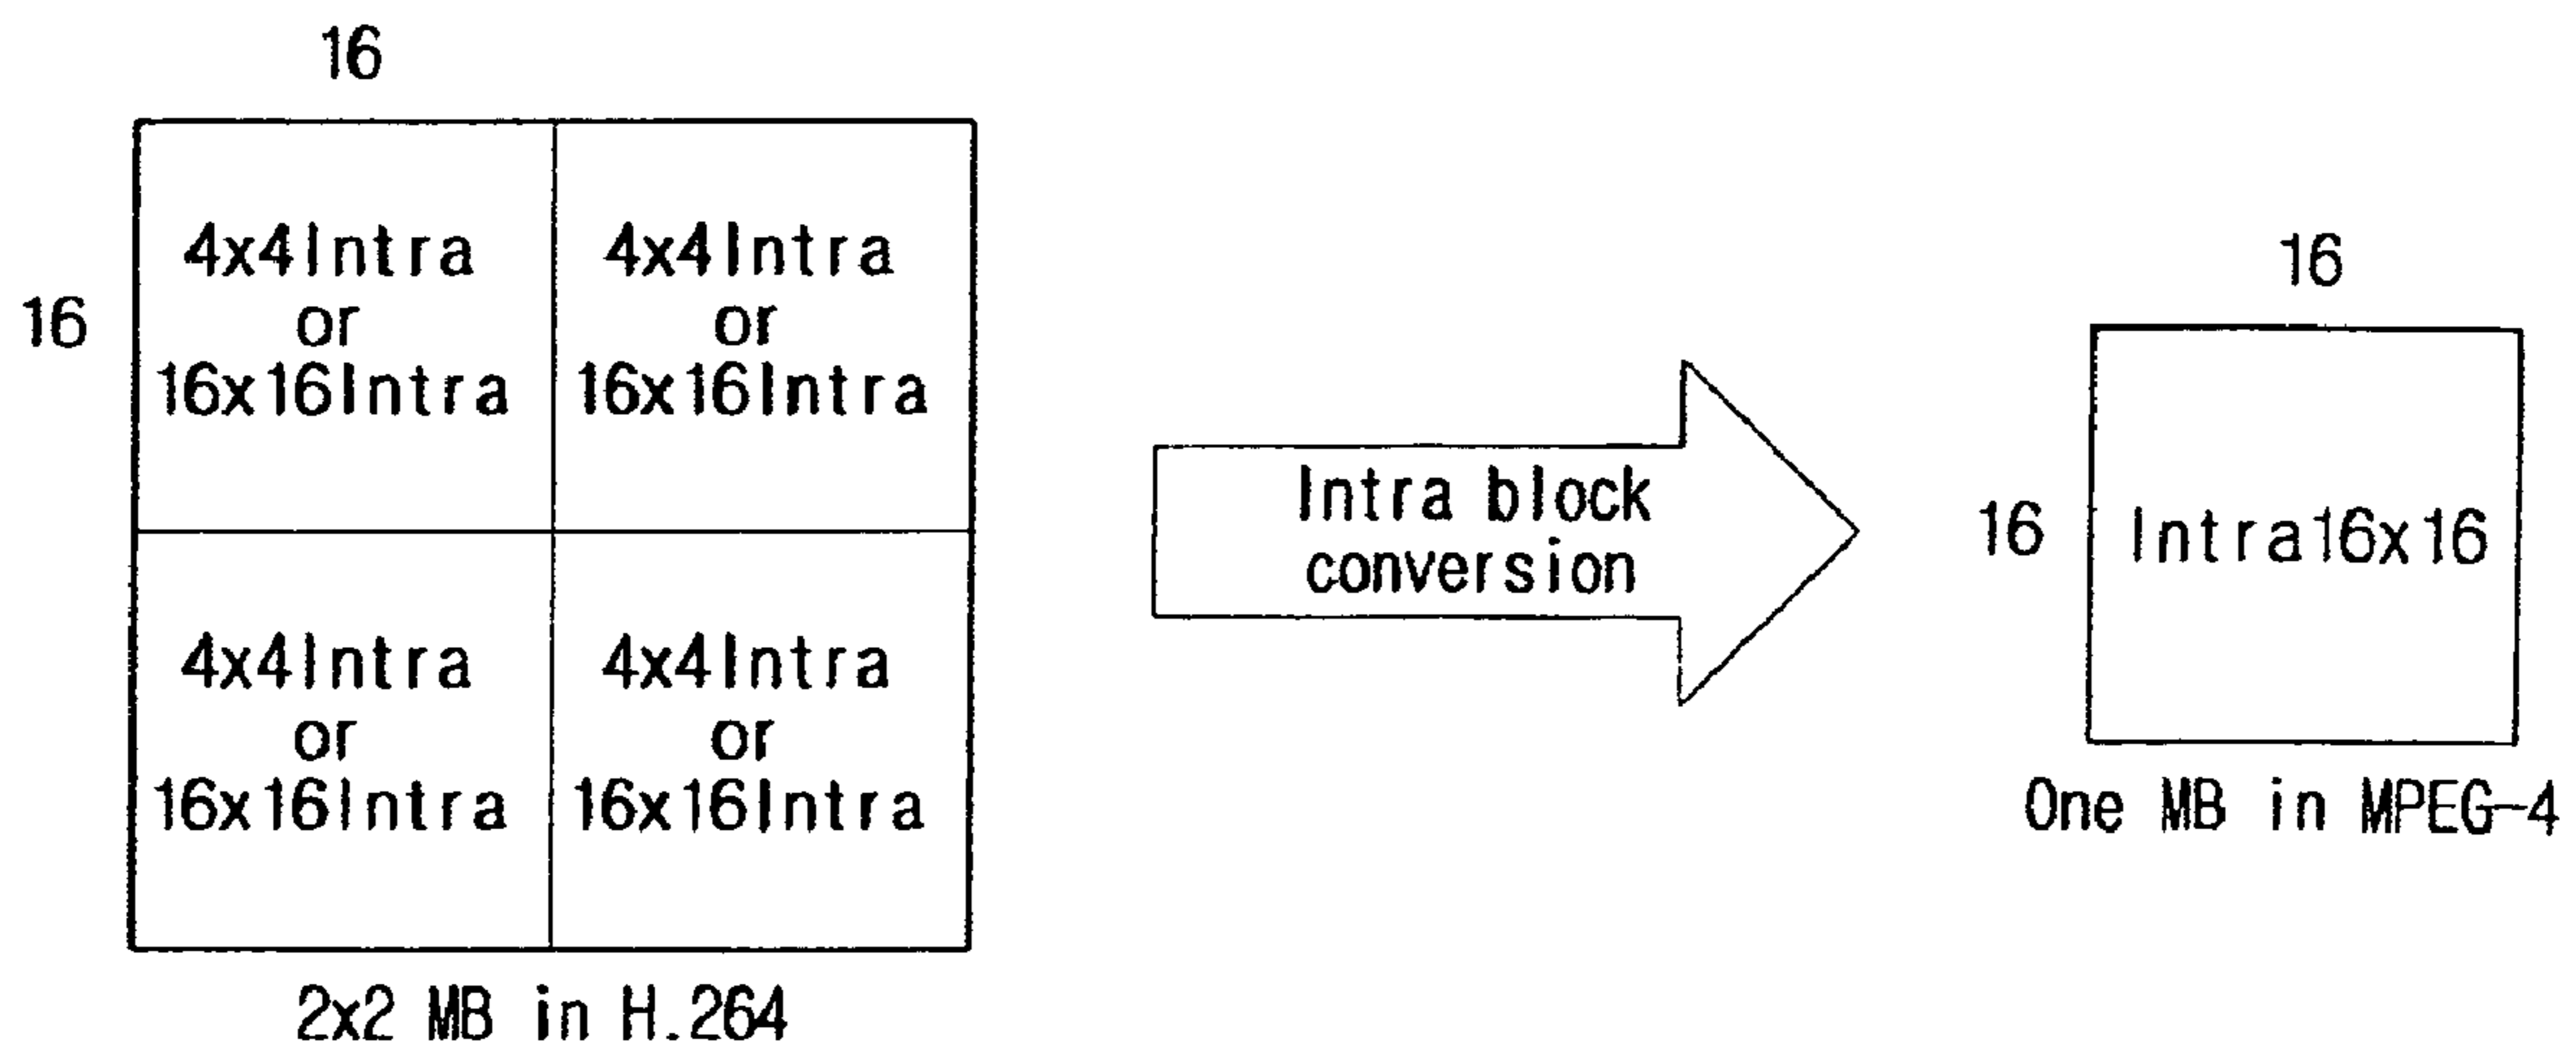 16
16
4x4Intra
or
16x16Intra
4x4Intra
or
16x16Intra
4x4Intra
or
16x16Intra
4x4Intra
or
16x16Intra
2x2 MB in H.264
Intra block
conversion
16
16
Intra16x16
One MB in MPEG-4